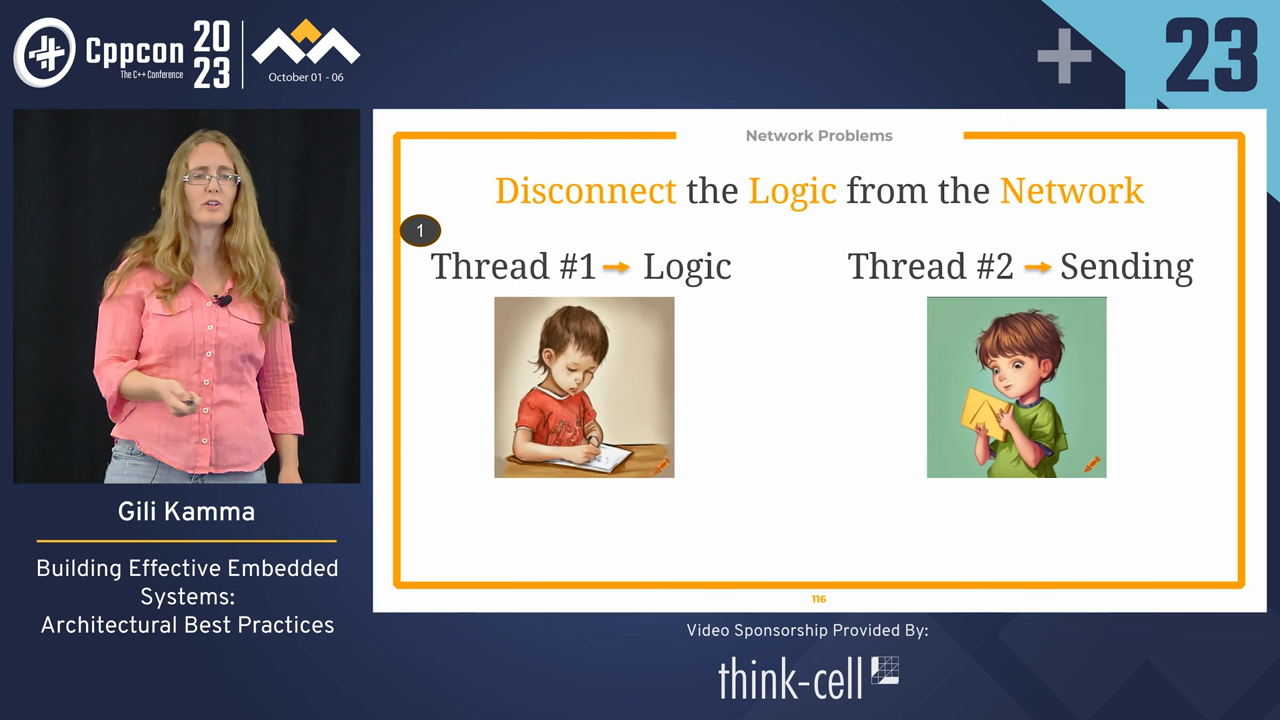 Cppcon
The C++ Conference
20
23
October 01 - 06
23
Network Problems
Disconnect the Logic from the Network
1
Thread #1 → Logic
Thread #2 → Sending
116
Gili Kamma
Building Effective Embedded
Systems:
Architectural Best Practices
Video Sponsorship Provided By:
think-cell